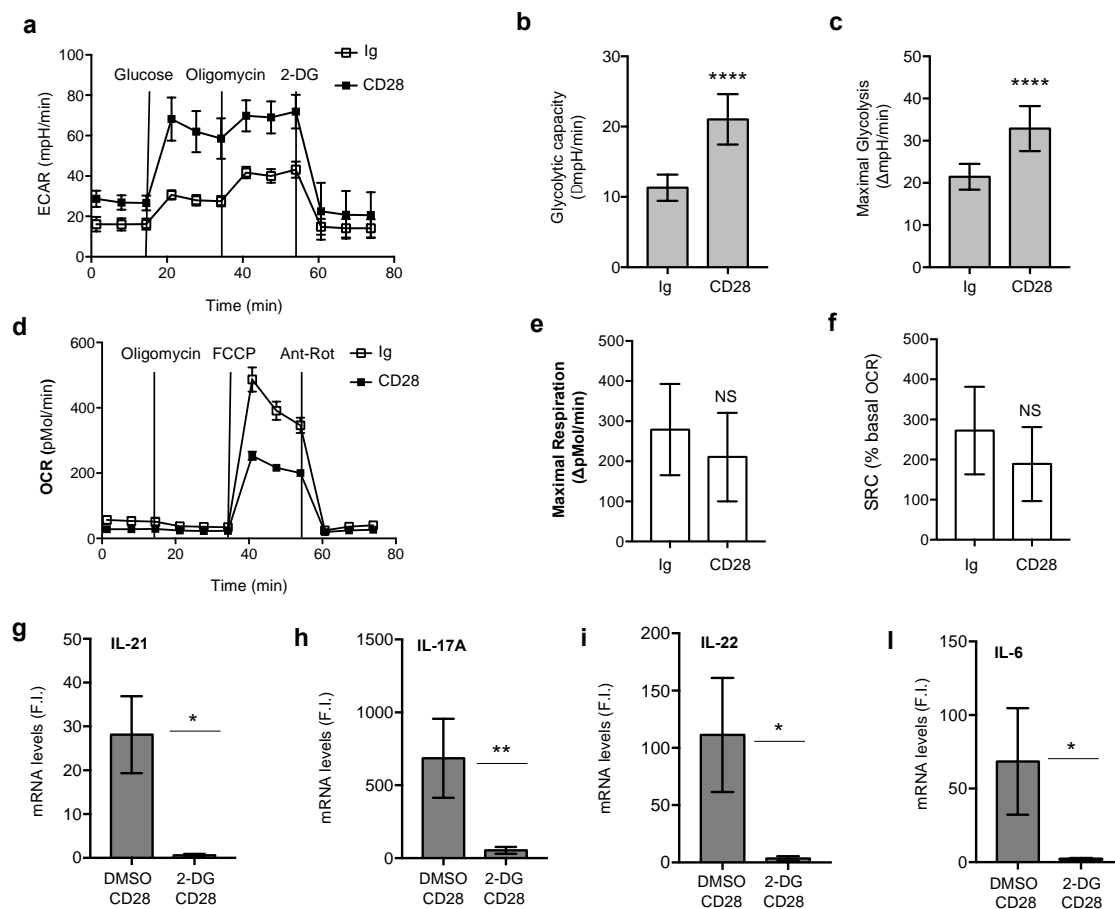 a
ECAR (mpH/min)
100
80
60
40
20
0
0 20 40 60 80
Time (min)
Glucose Oligomycin 2-DG
Ig
CD28
b
Glycolytic capacity
(DmpH/min)
30
20
10
0
****
Ig CD28
c
Maximal Glycolysis
(ΔmpH/min)
50
40
30
20
10
0
****
Ig CD28
d
OCR (pMol/min)
600
400
200
0
0 20 40 60 80
Time (min)
Oligomycin FCCP Ant-Rot
Ig
CD28
e
Maximal Respiration
(ΔpMol/min)
500
400
300
200
100
0
NS
Ig CD28
f
SRC (% basal OCR)
500
400
300
200
100
0
NS
Ig CD28
g
IL-21
mRNA levels (F.I.)
50
40
30
20
10
0
*
DMSO 2-DG
CD28 CD28
h
IL-17A
mRNA levels (F.I.)
1500
1000
500
0
**
DMSO 2-DG
CD28 CD28
i
IL-22
mRNA levels (F.I.)
200
150
100
50
0
*
DMSO 2-DG
CD28 CD28
l
IL-6
mRNA levels (F.I.)
150
100
50
0
*
DMSO 2-DG
CD28 CD28